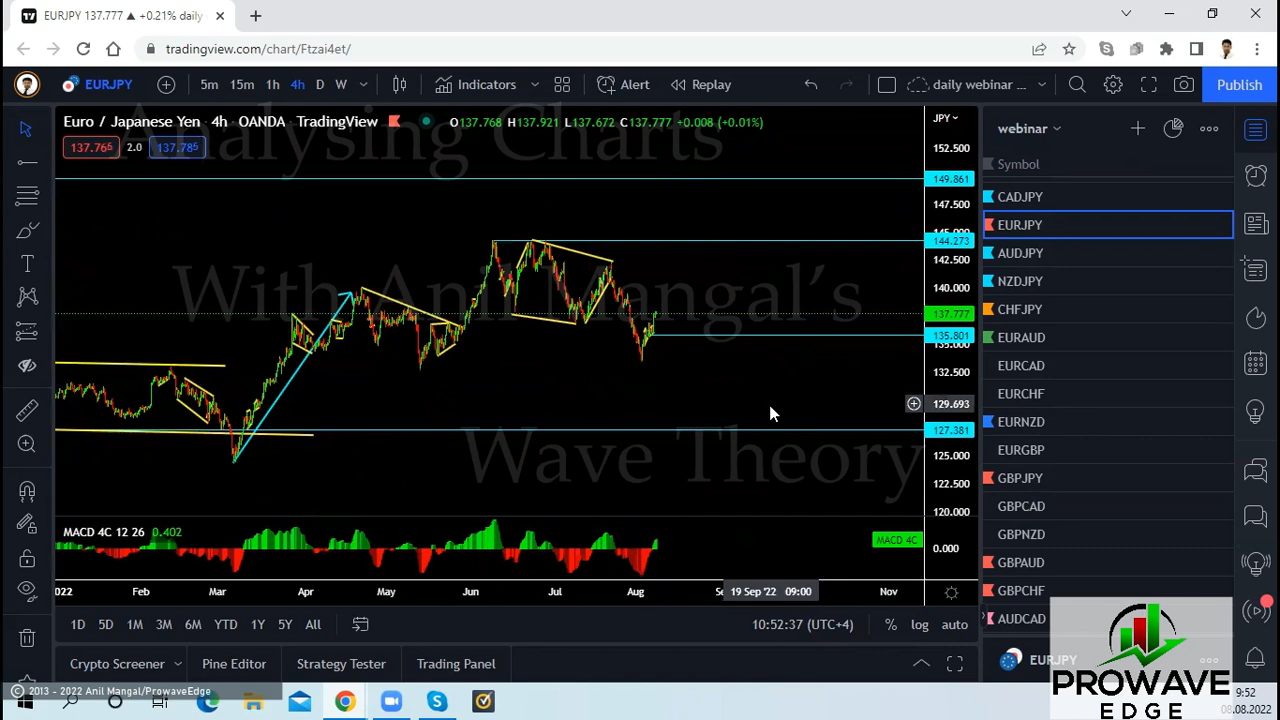 EURJPY 137.777 ▲ +0.21% daily
tradingview.com/chart/Ftzai4et/
EURJPY 5m 15m 1h 4h D W Indicators Alert Replay daily webinar ... Publish
Analysing Charts
With Anil Mangal's
Wave Theory
Euro / Japanese Yen · 4h · OANDA TradingView O137.768 H137.921 L137.672 C137.777 +0.008 (+0.01%)
137.766 2.0 137.785
JPY
152.500
149.861
147.500
145.000
144.273
142.500
140.000
137.777
135.801
135.000
132.500
129.693
127.381
125.000
122.500
120.000
MACD 4C 12 26 0.402
MACD 4C
0.000
2022 Feb Mar Apr May Jun Jul Aug 19 Sep '22 09:00 Nov
1D 5D 1M 3M 6M YTD 1Y 5Y All 10:52:37 (UTC+4) % log auto
Crypto Screener Pine Editor Strategy Tester Trading Panel
webinar
Symbol
CADJPY
EURJPY
AUDJPY
NZDJPY
CHFJPY
EURAUD
EURCAD
EURCHF
EURNZD
EURGBP
GBPJPY
GBPCAD
GBPNZD
GBPAUD
GBPCHF
AUDCAD
EURJPY
PROWAVE
EDGE
© 2013 - 2022 Anil Mangal/ProwaveEdge
9:52
08.08.2022